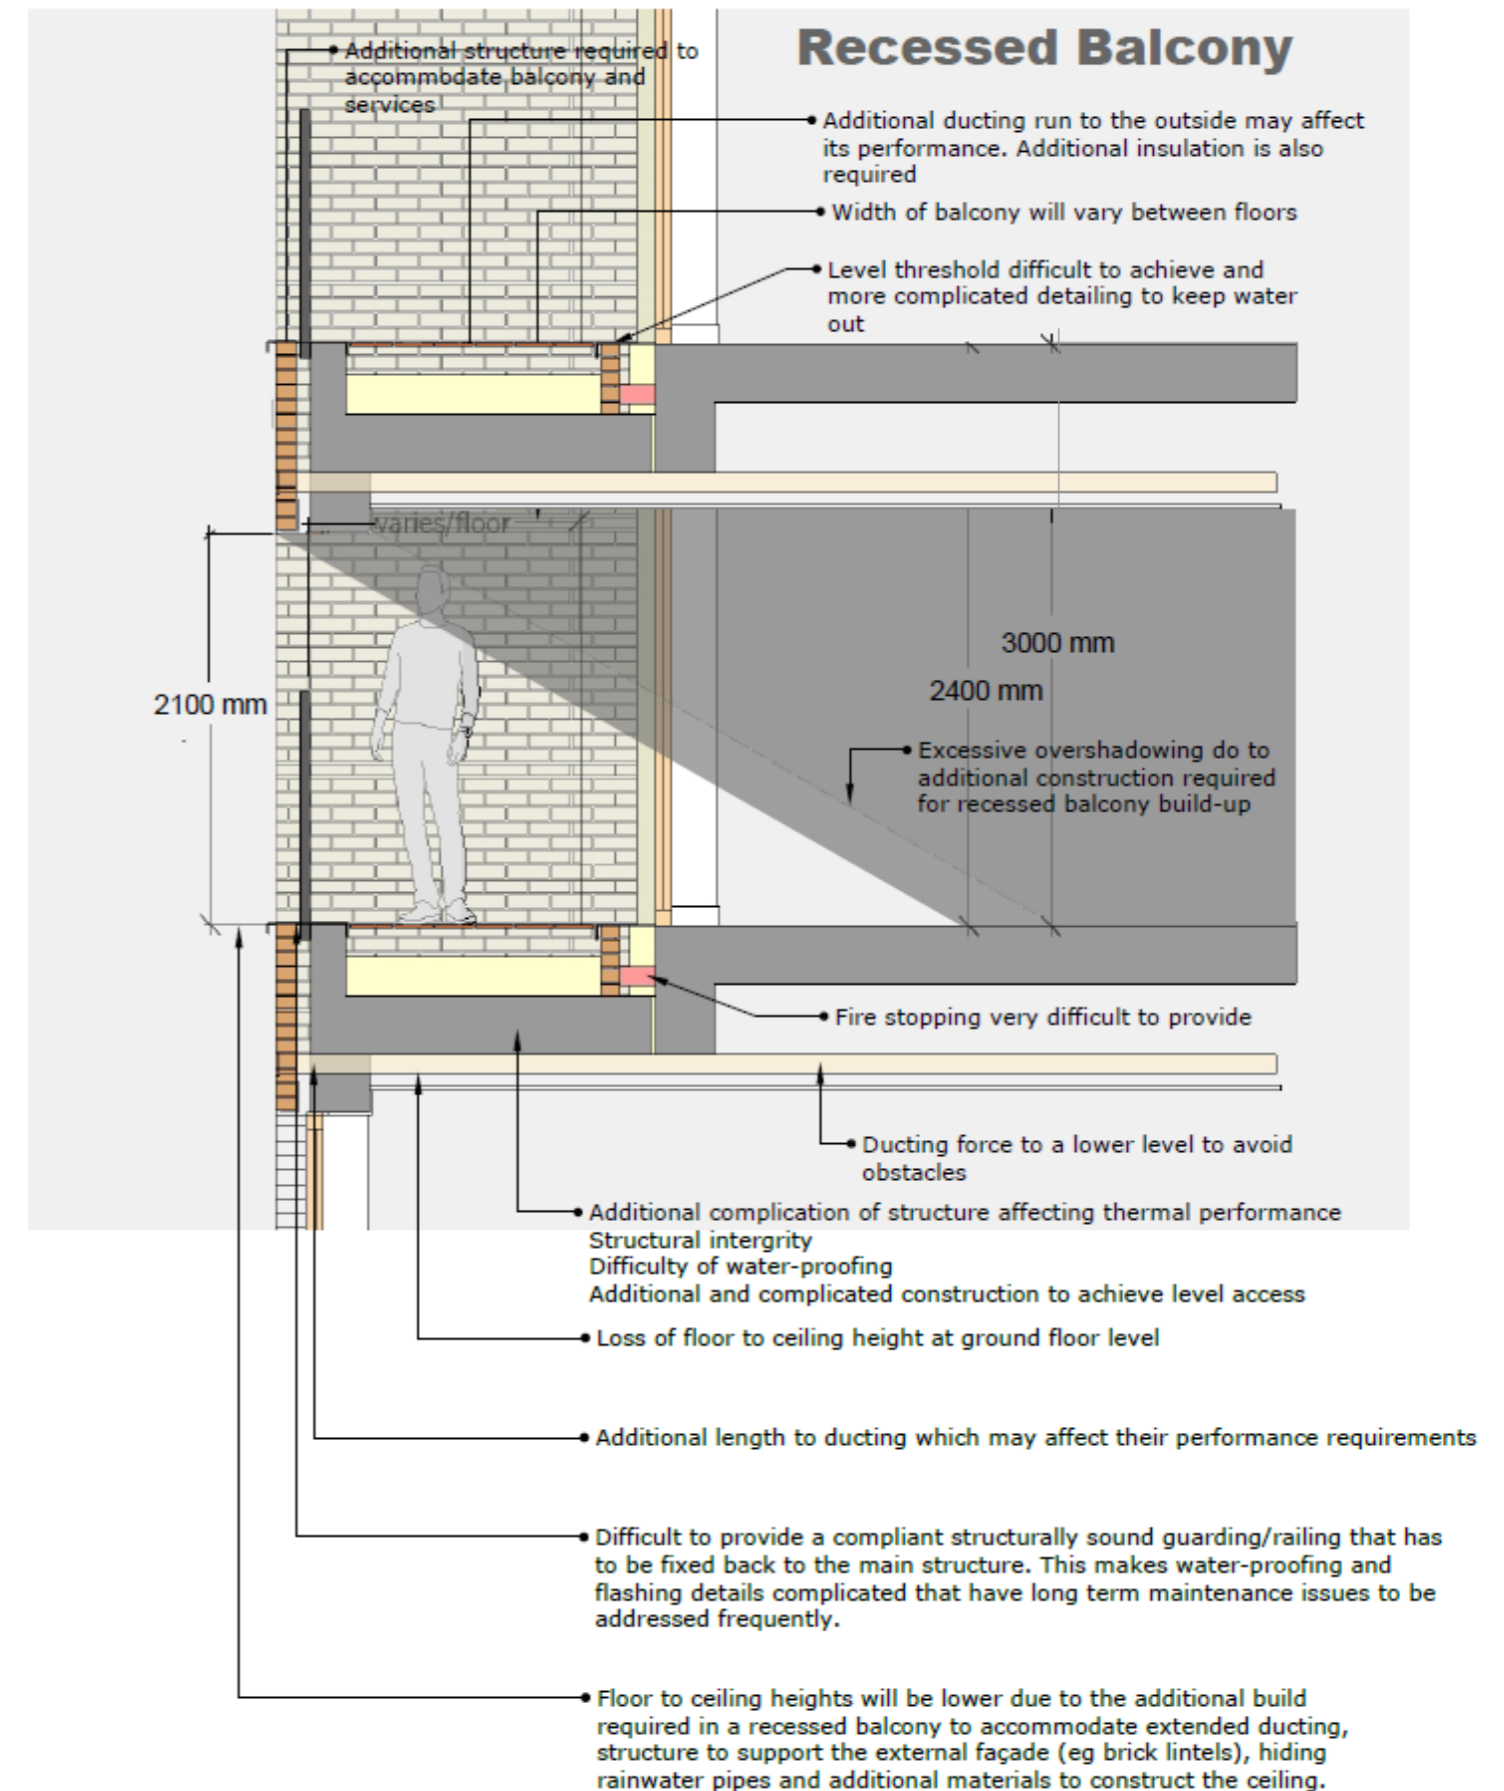 Recessed Balcony
Additional structure required to
accommodate balcony and
services
Additional ducting run to the outside may affect
its performance. Additional insulation is also
required
Width of balcony will vary between floors
Level threshold difficult to achieve and
more complicated detailing to keep water
out
varies/floor
3000 mm
2400 mm
2100 mm
Excessive overshadowing do to
additional construction required
for recessed balcony build-up
Fire stopping very difficult to provide
Ducting force to a lower level to avoid
obstacles
Additional complication of structure affecting thermal performance
Structural intergrity
Difficulty of water-proofing
Additional and complicated construction to achieve level access
Loss of floor to ceiling height at ground floor level
Additional length to ducting which may affect their performance requirements
Difficult to provide a compliant structurally sound guarding/railing that has
to be fixed back to the main structure. This makes water-proofing and
flashing details complicated that have long term maintenance issues to be
addressed frequently.
Floor to ceiling heights will be lower due to the additional build
required in a recessed balcony to accommodate extended ducting,
structure to support the external façade (eg brick lintels), hiding
rainwater pipes and additional materials to construct the ceiling.